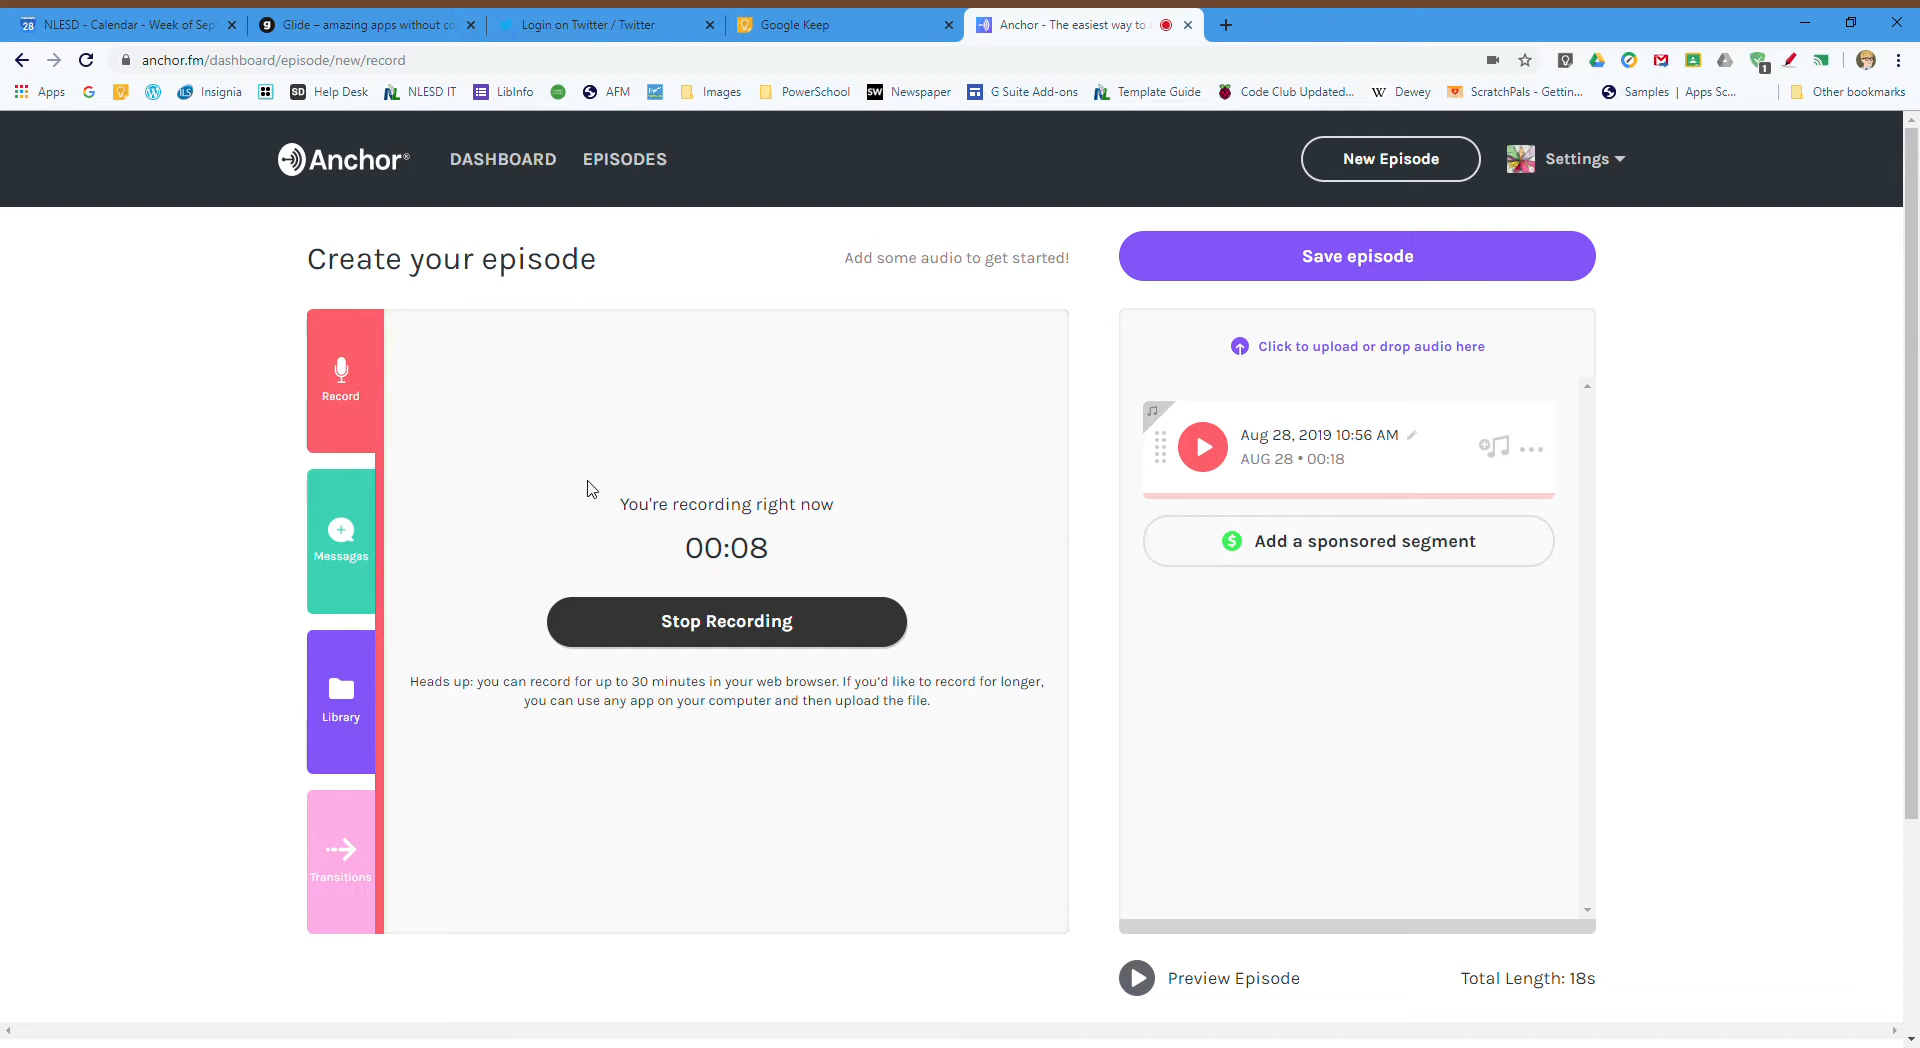 28 NLESD - Calendar - Week of Sep
Glide – amazing apps without co
Login on Twitter / Twitter
Google Keep
Anchor - The easiest way to
anchor.fm/dashboard/episode/new/record
1
Apps
Insignia
SD Help Desk
NLESD IT
LibInfo
AFM
Images
PowerSchool
SW Newspaper
G Suite Add-ons
Template Guide
Code Club Updated...
W Dewey
ScratchPals - Gettin...
Samples | Apps Sc...
Other bookmarks
Anchor®
DASHBOARD
EPISODES
New Episode
Settings
Create your episode
Add some audio to get started!
Save episode
Record
Messages
Library
Transitions
You're recording right now
00:08
Stop Recording
Heads up: you can record for up to 30 minutes in your web browser. If you'd like to record for longer,
you can use any app on your computer and then upload the file.
Click to upload or drop audio here
Aug 28, 2019 10:56 AM
AUG 28 • 00:18
$ Add a sponsored segment
Preview Episode
Total Length: 18s